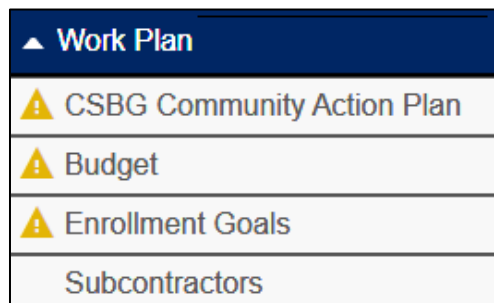 Work Plan
CSBG Community Action Plan
Budget
Enrollment Goals
Subcontractors